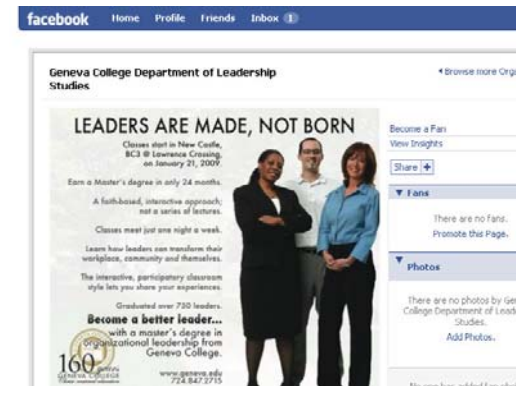 facebook Home Profile Friends Inbox 1
Geneva College Department of Leadership
Studies
Browse more Orga
LEADERS ARE MADE, NOT BORN
Classes start in New Castle,
BC3 @ Lawrence Crossing,
on January 21, 2009.
Earn a Master's degree in only 24 months.
A faith-based, interactive approach;
not a series of lectures.
Classes meet just one night a week.
Learn how leaders can transform their
workplace, community and themselves.
The interactive, participatory classroom
style lets you share your experiences.
Graduated over 750 leaders.
Become a better leader...
with a master's degree in
organizational leadership from
Geneva College.
160
GENEVA COLLEGE
www.geneva.edu
724.847.2715
Become a Fan
View Insights
Share +
Fans
There are no fans.
Promote this Page.
Photos
There are no photos by Gen
College Department of Leade
Studies.
Add Photos.